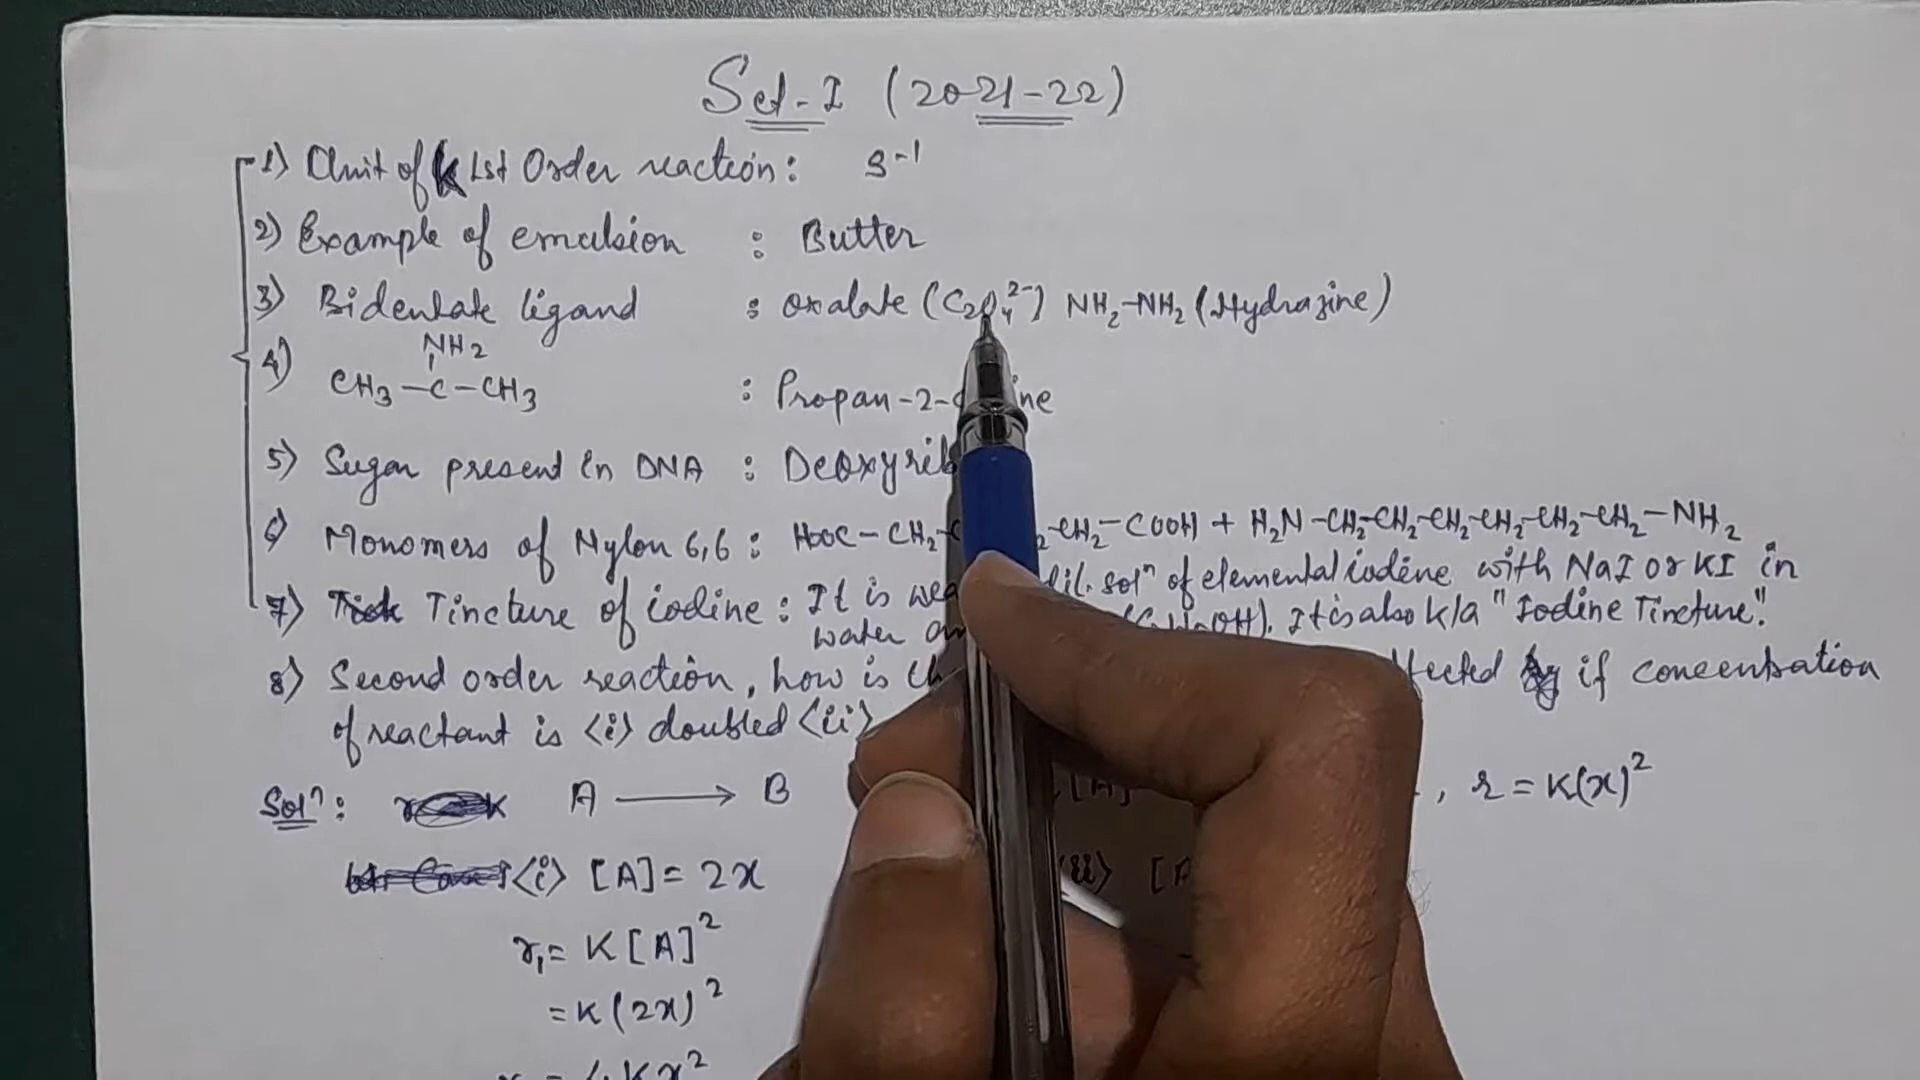 Set-I (2021-22)
1) Unit of K 1st Order reaction: S⁻¹
2) Example of emulsion : Butter
3) Bidentate ligand : Oxalate (C₂O₄²⁻) NH₂-NH₂ (Hydrazine)
NH₂
4) CH₃-C-CH₃ : Propan-2-
5) Sugar present in DNA :
6) Monomers of Nylon 6,6 : HOOC-CH₂- CH₂-COOH + H₂N-CH₂-CH₂-CH₂-CH₂-CH₂-CH₂-NH₂
7) Tincture of iodine: It is solⁿ of elemental iodine with NaI or KI in
water It is also k/a "Iodine Tincture".
8) Second order reaction, how is if concentration
of reactant is <i> doubled <ii>
Solⁿ: A → B , r = K(x)²
<i> [A] = 2x
r₁ = K[A]²
= K(2x)²